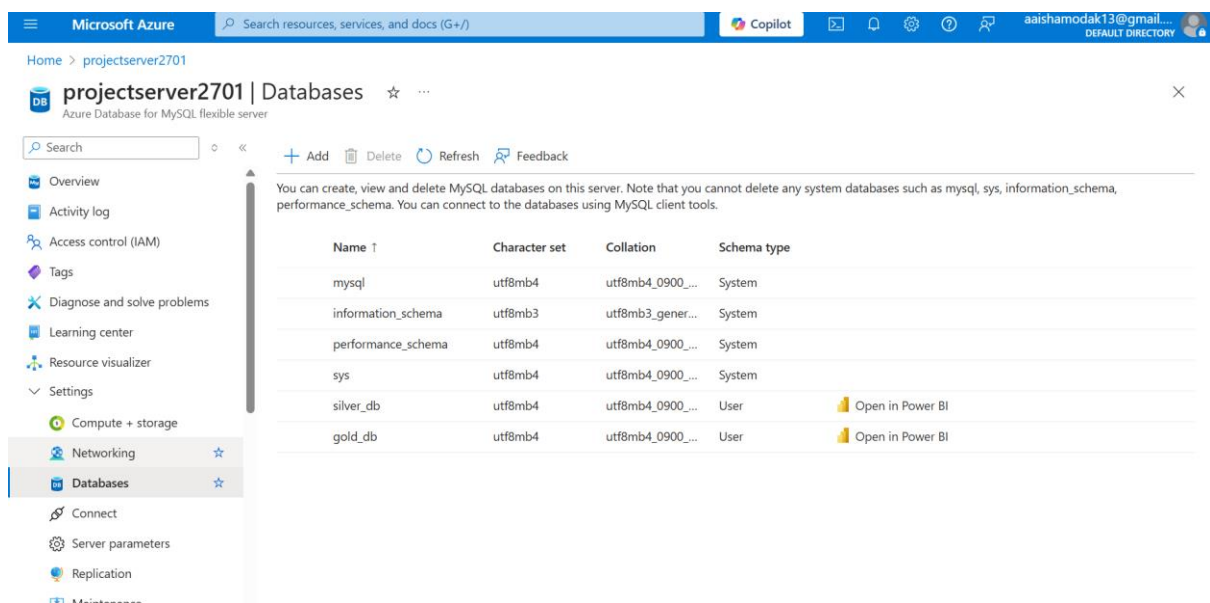 Microsoft Azure
Search resources, services, and docs (G+/)
Copilot
aaishamodak13@gmail....
DEFAULT DIRECTORY
Home > projectserver2701
DB
projectserver2701 | Databases
Azure Database for MySQL flexible server
Search
Add Delete Refresh Feedback
You can create, view and delete MySQL databases on this server. Note that you cannot delete any system databases such as mysql, sys, information_schema,
performance_schema. You can connect to the databases using MySQL client tools.
Overview
Activity log
Access control (IAM)
Tags
Diagnose and solve problems
Learning center
Resource visualizer
Settings
Compute + storage
Networking
Databases
Connect
Server parameters
Replication
Maintenance
Name ↑ Character set Collation Schema type
mysql utf8mb4 utf8mb4_0900_... System
information_schema utf8mb3 utf8mb3_gener... System
performance_schema utf8mb4 utf8mb4_0900_... System
sys utf8mb4 utf8mb4_0900_... System
silver_db utf8mb4 utf8mb4_0900_... User Open in Power BI
gold_db utf8mb4 utf8mb4_0900_... User Open in Power BI